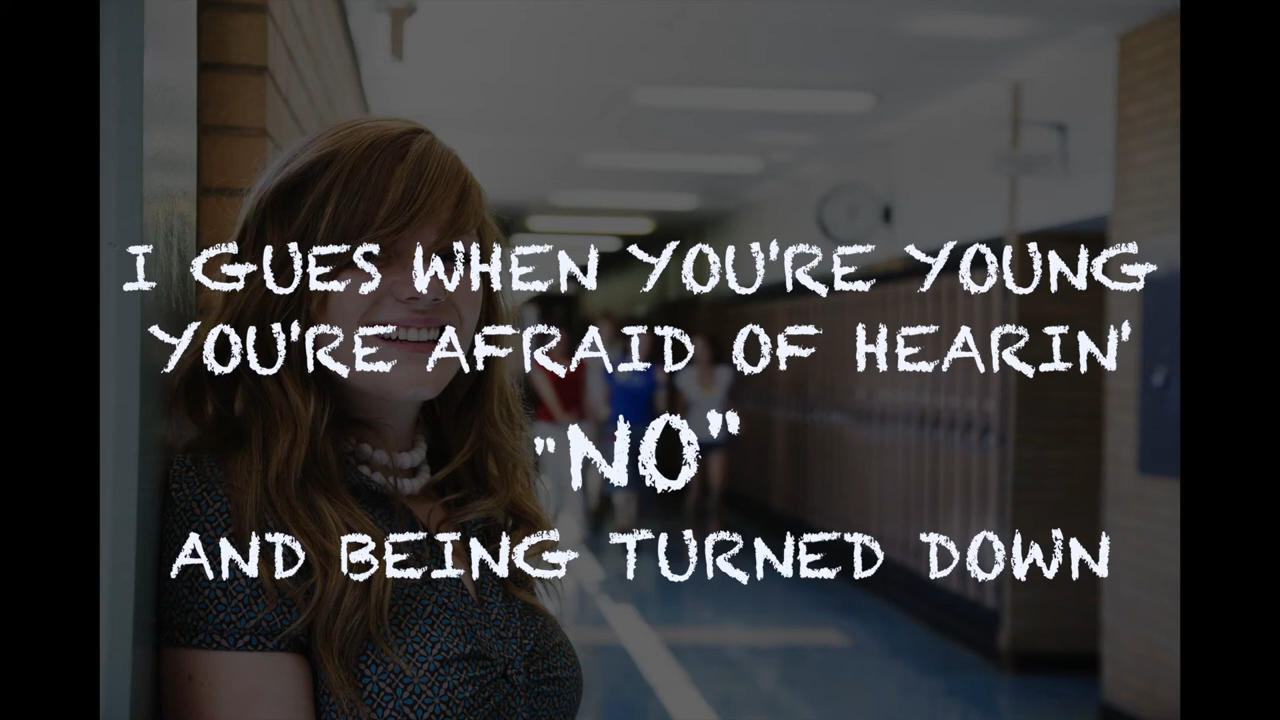 I GUES WHEN YOU'RE YOUNG
YOU'RE AFRAID OF HEARIN'
"NO"
AND BEING TURNED DOWN